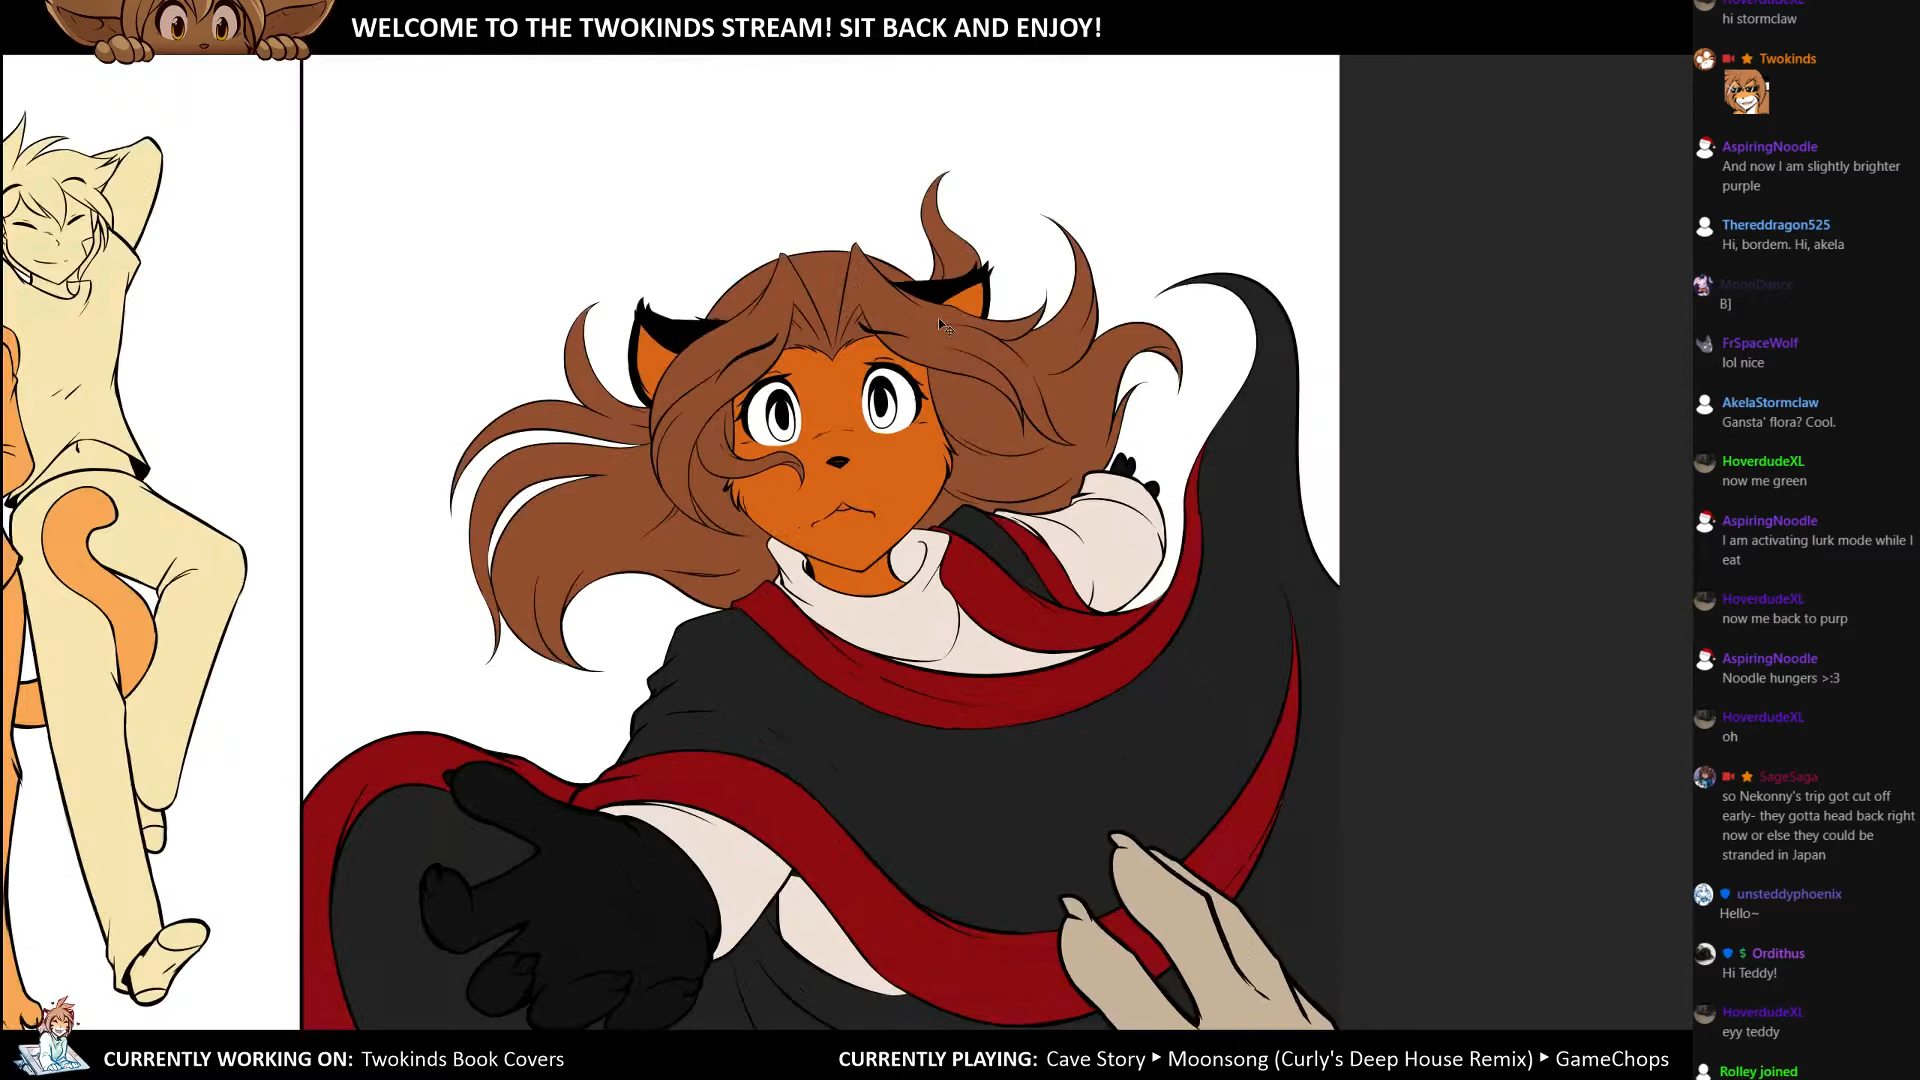 WELCOME TO THE TWOKINDS STREAM! SIT BACK AND ENJOY!
HoverdudeXL
hi stormclaw
Twokinds
AspiringNoodle
And now I am slightly brighter
purple
Thereddragon525
Hi, bordem. Hi, akela
MoonDance
B]
FrSpaceWolf
lol nice
AkelaStormclaw
Gansta' flora? Cool.
HoverdudeXL
now me green
AspiringNoodle
I am activating lurk mode while I
eat
HoverdudeXL
now me back to purp
AspiringNoodle
Noodle hungers >:3
HoverdudeXL
oh
SageSaga
so Nekonny's trip got cut off
early- they gotta head back right
now or else they could be
stranded in Japan
unsteddyphoenix
Hello~
$ Ordithus
Hi Teddy!
HoverdudeXL
eyy teddy
Rolley joined
CURRENTLY WORKING ON: Twokinds Book Covers
CURRENTLY PLAYING: Cave Story ‣ Moonsong (Curly's Deep House Remix) ‣ GameChops